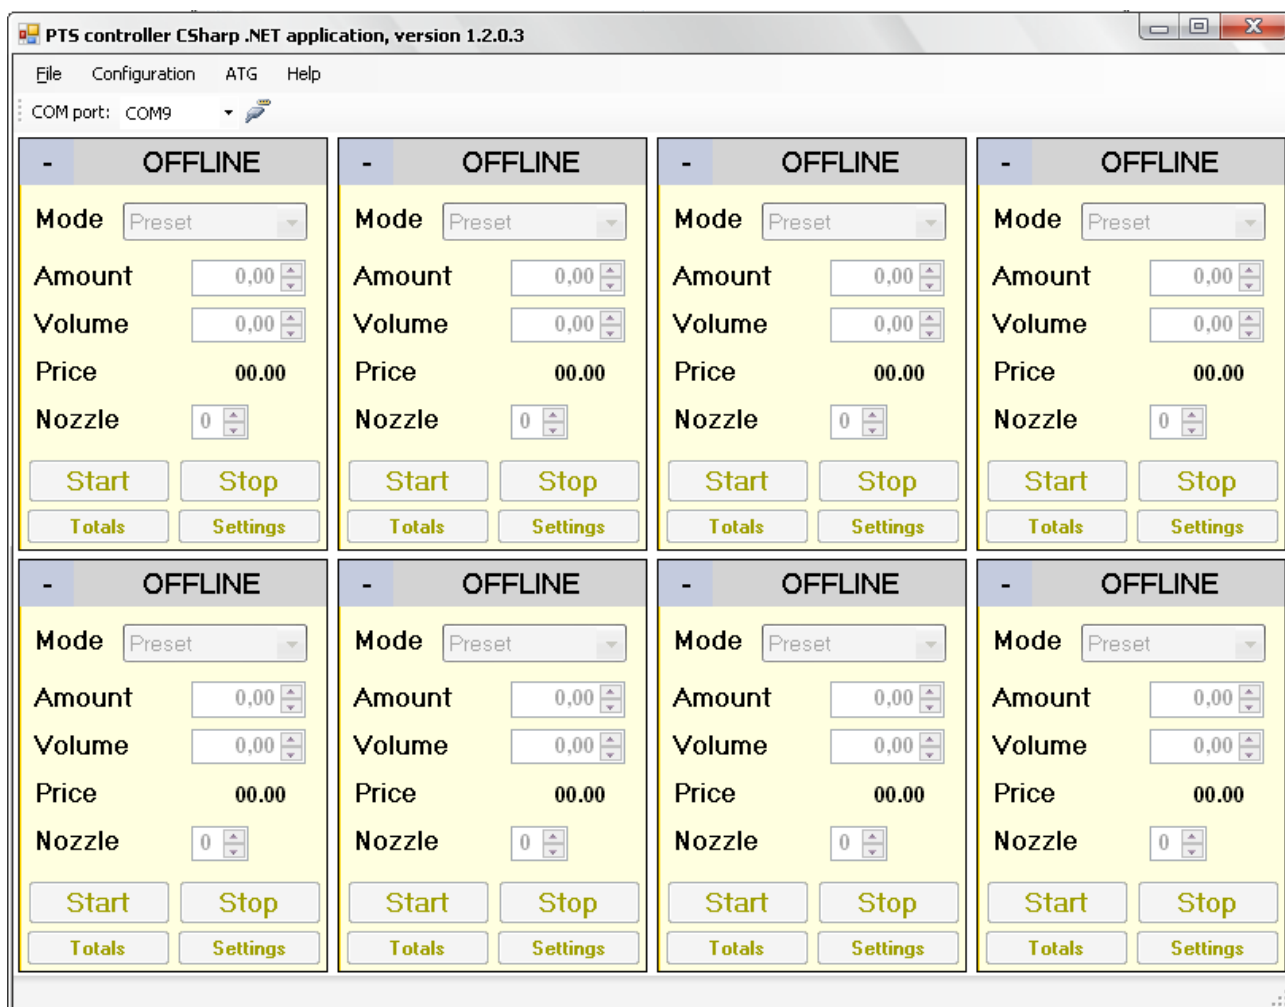 PTS controller CSharp .NET application, version 1.2.0.3
File Configuration ATG Help
COM port: COM9
- OFFLINE - OFFLINE - OFFLINE - OFFLINE
Mode Preset Mode Preset Mode Preset Mode Preset
Amount 0,00 Amount 0,00 Amount 0,00 Amount 0,00
Volume 0,00 Volume 0,00 Volume 0,00 Volume 0,00
Price 00.00 Price 00.00 Price 00.00 Price 00.00
Nozzle 0 Nozzle 0 Nozzle 0 Nozzle 0
Start Stop Start Stop Start Stop Start Stop
Totals Settings Totals Settings Totals Settings Totals Settings
- OFFLINE - OFFLINE - OFFLINE - OFFLINE
Mode Preset Mode Preset Mode Preset Mode Preset
Amount 0,00 Amount 0,00 Amount 0,00 Amount 0,00
Volume 0,00 Volume 0,00 Volume 0,00 Volume 0,00
Price 00.00 Price 00.00 Price 00.00 Price 00.00
Nozzle 0 Nozzle 0 Nozzle 0 Nozzle 0
Start Stop Start Stop Start Stop Start Stop
Totals Settings Totals Settings Totals Settings Totals Settings